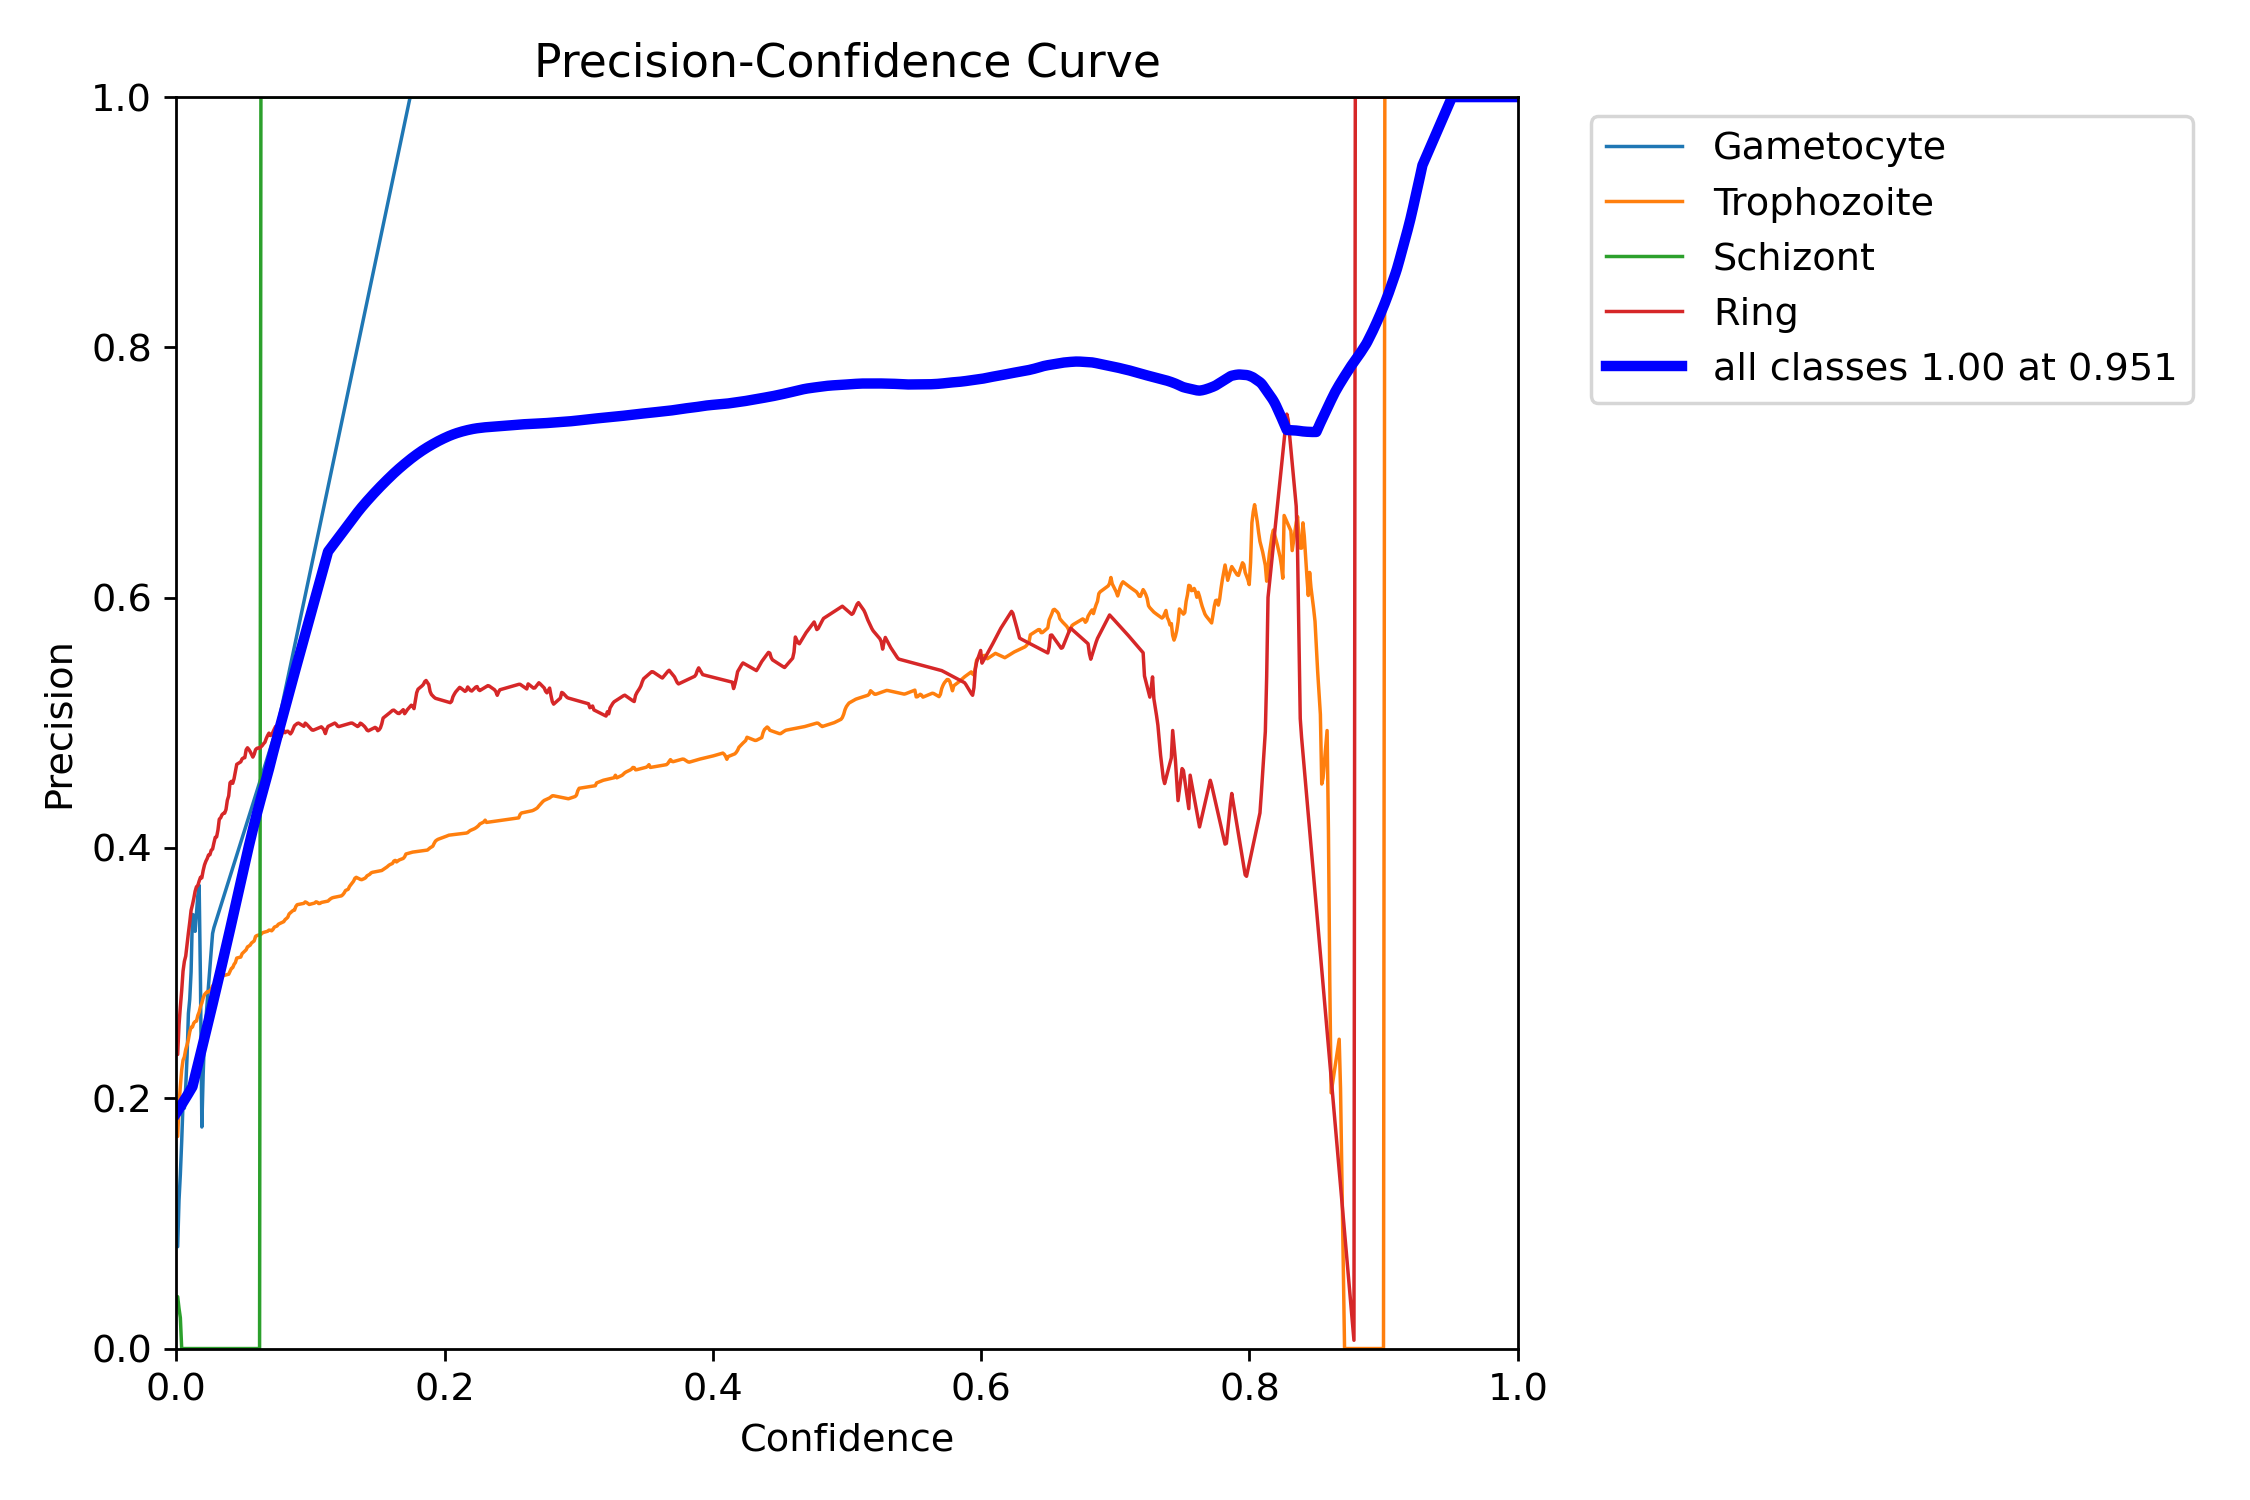 Precision-Confidence Curve
1.0
0.8
0.6
0.4
0.2
0.0
Precision
0.0 0.2 0.4 0.6 0.8 1.0
Confidence
Gametocyte
Trophozoite
Schizont
Ring
all classes 1.00 at 0.951